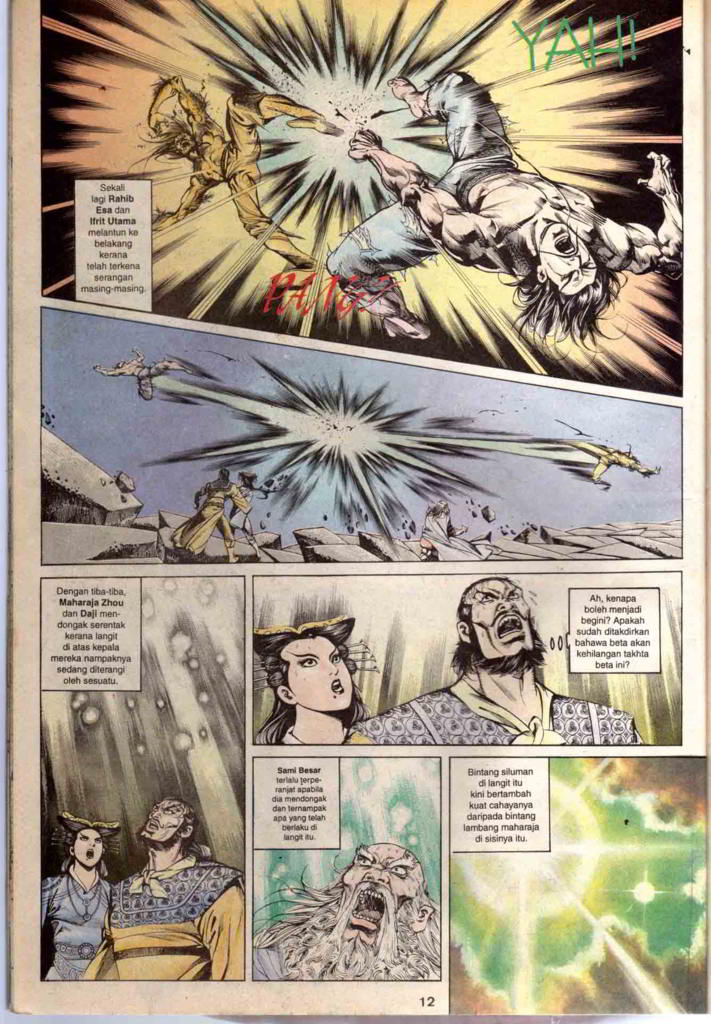 YAH!
Sekali
lagi Rahib
Esa dan
Ifrit Utama
melantun ke
belakang
kerana
telah terkena
serangan
masing-masing.
PANG!
Dengan tiba-tiba,
Maharaja Zhou
dan Daji men-
dongak serentak
kerana langit
di atas kepala
mereka nampaknya
sedang diterangi
oleh sesuatu.
Ah, kenapa
boleh menjadi
begini? Apakah
sudah ditakdirkan
bahawa beta akan
kehilangan takhta
beta ini?
Sami Besar
terlalu terpe-
ranjat apabila
dia mendongak
dan ternampak
apa yang telah
berlaku di
langit itu.
Bintang siluman
di langit itu
kini bertambah
kuat cahayanya
daripada bintang
lambang maharaja
di sisinya itu.
12